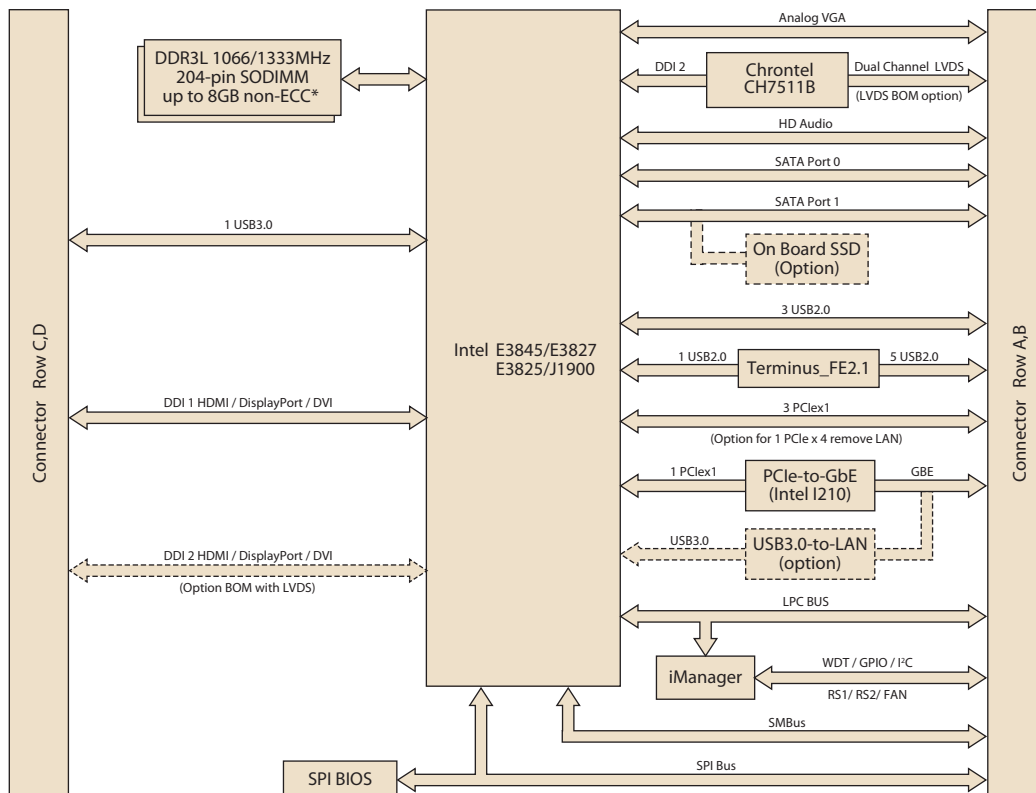 DDR3L 1066/1333MHz
204-pin SODIMM
up to 8GB non-ECC*
Analog VGA
DDI 2
Chrontel
CH7511B
Dual Channel LVDS
(LVDS BOM option)
HD Audio
SATA Port 0
SATA Port 1
On Board SSD
(Option)
1 USB3.0
3 USB2.0
Connector Row C,D
Intel E3845/E3827
E3825/J1900
1 USB2.0
Terminus_FE2.1
5 USB2.0
Connector Row A,B
DDI 1 HDMI / DisplayPort / DVI
3 PCIex1
(Option for 1 PCIe x 4 remove LAN)
1 PCIex1
PCIe-to-GbE
(Intel I210)
GBE
USB3.0
USB3.0-to-LAN
(option)
DDI 2 HDMI / DisplayPort / DVI
(Option BOM with LVDS)
LPC BUS
iManager
WDT / GPIO / I²C
RS1/ RS2/ FAN
SMBus
SPI BIOS
SPI Bus